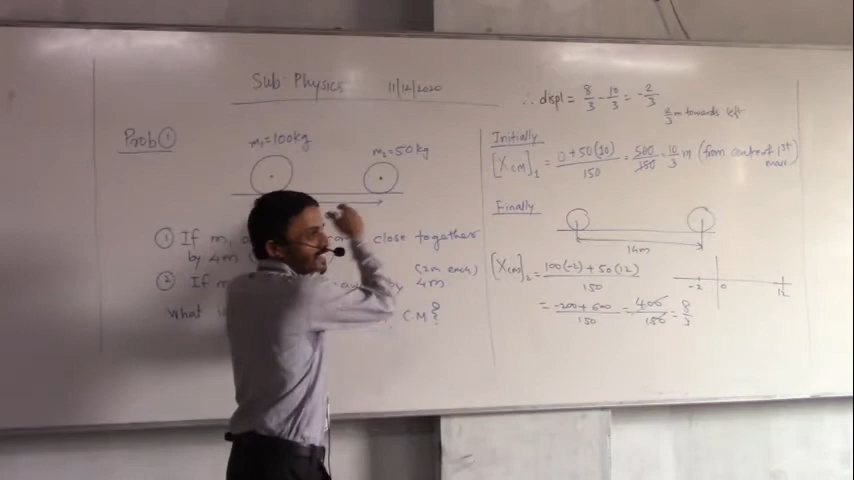 Sub: Physics 11/12/2020
Prob ①
m₁=100kg
m₂=50kg
① If m₁ close together
by 4m
② If m (2m each)
by 4m
What CM?
∴ displ = 8/3 - 10/3 = -2/3
2/3 m towards left
Initially
[X_CM]₁ = 0+50(10)/150 = 500/150 = 10/3 m (from centre of 1st
mass)
Finally
14m
[X_CM]₂ = 100(-2)+50(12)/150
-2 0 12
= -200+600/150 = 400/150 = 8/3